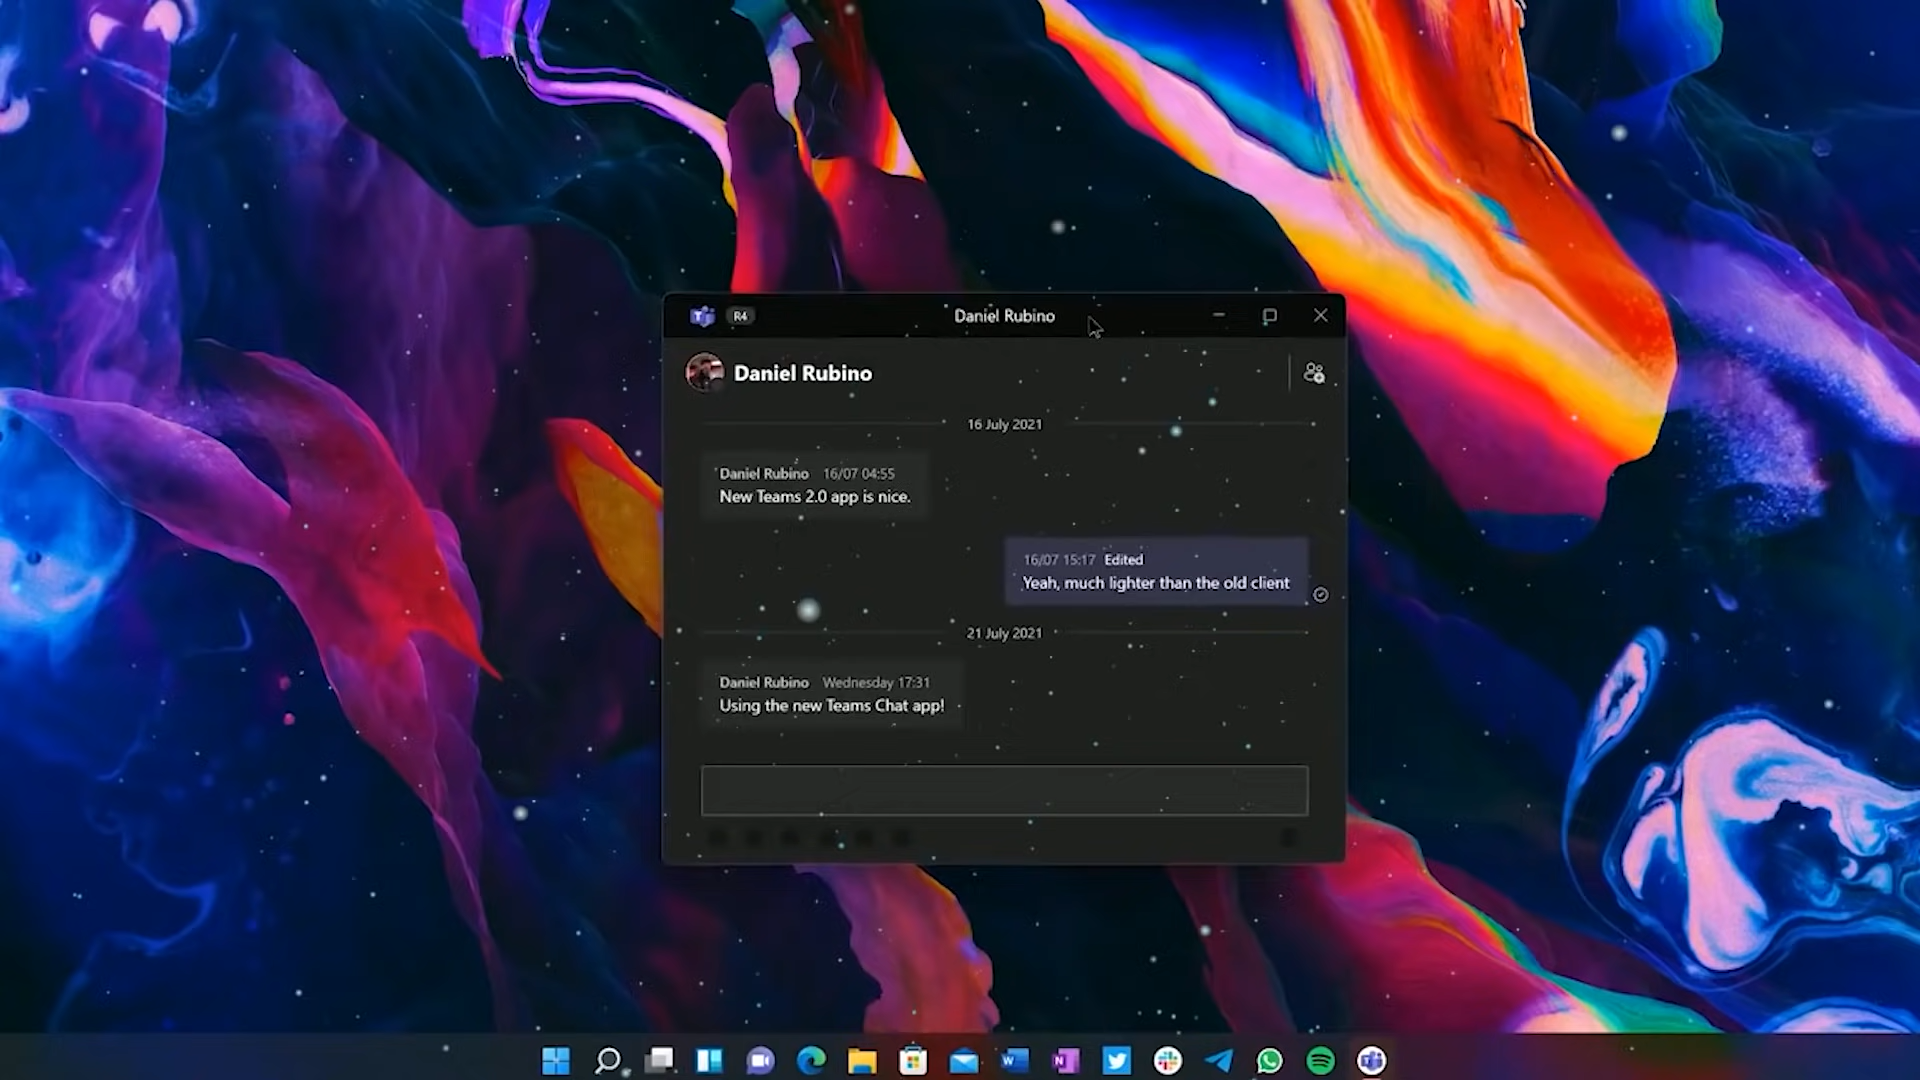 R4
Daniel Rubino
Daniel Rubino
16 July 2021
Daniel Rubino 16/07 04:55
New Teams 2.0 app is nice.
16/07 15:17 Edited
Yeah, much lighter than the old client
21 July 2021
Daniel Rubino Wednesday 17:31
Using the new Teams Chat app!